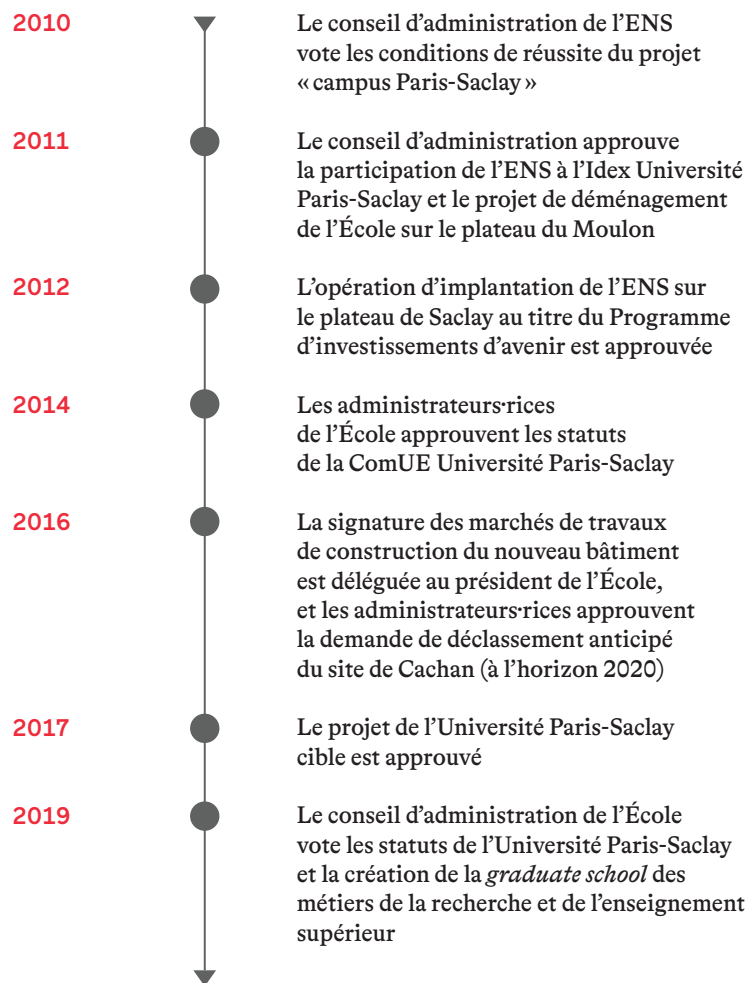 2010
Le conseil d’administration de l’ENS
vote les conditions de réussite du projet
« campus Paris-Saclay »
2011
Le conseil d’administration approuve
la participation de l’ENS à l’Idex Université
Paris-Saclay et le projet de déménagement
de l’École sur le plateau du Moulon
2012
L’opération d’implantation de l’ENS sur
le plateau de Saclay au titre du Programme
d’investissements d’avenir est approuvée
2014
Les administrateurs·rices
de l’École approuvent les statuts
de la ComUE Université Paris-Saclay
2016
La signature des marchés de travaux
de construction du nouveau bâtiment
est déléguée au président de l’École,
et les administrateurs·rices approuvent
la demande de déclassement anticipé
du site de Cachan (à l’horizon 2020)
2017
Le projet de l’Université Paris-Saclay
cible est approuvé
2019
Le conseil d’administration de l’École
vote les statuts de l’Université Paris-Saclay
et la création de la graduate school des
métiers de la recherche et de l’enseignement
supérieur